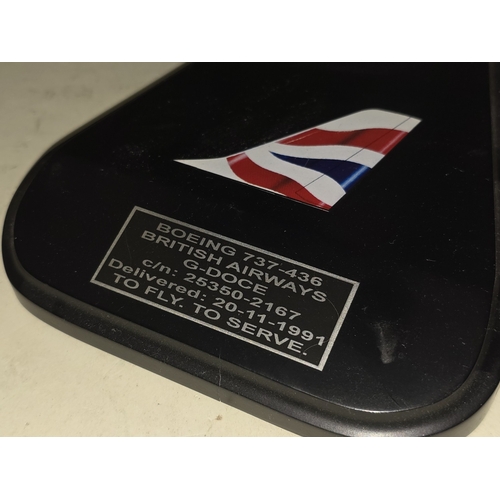 BOEING 737-436
BRITISH AIRWAYS
G-DOCE
c/n: 25350-2167
Delivered: 20-11-1991
TO FLY. TO SERVE.